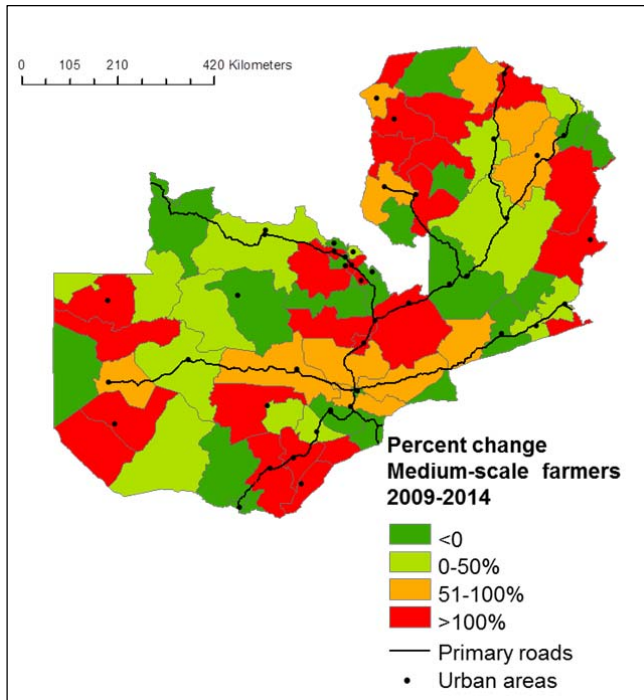 0 105 210 420 Kilometers
Percent change
Medium-scale farmers
2009-2014
<0
0-50%
51-100%
>100%
Primary roads
Urban areas